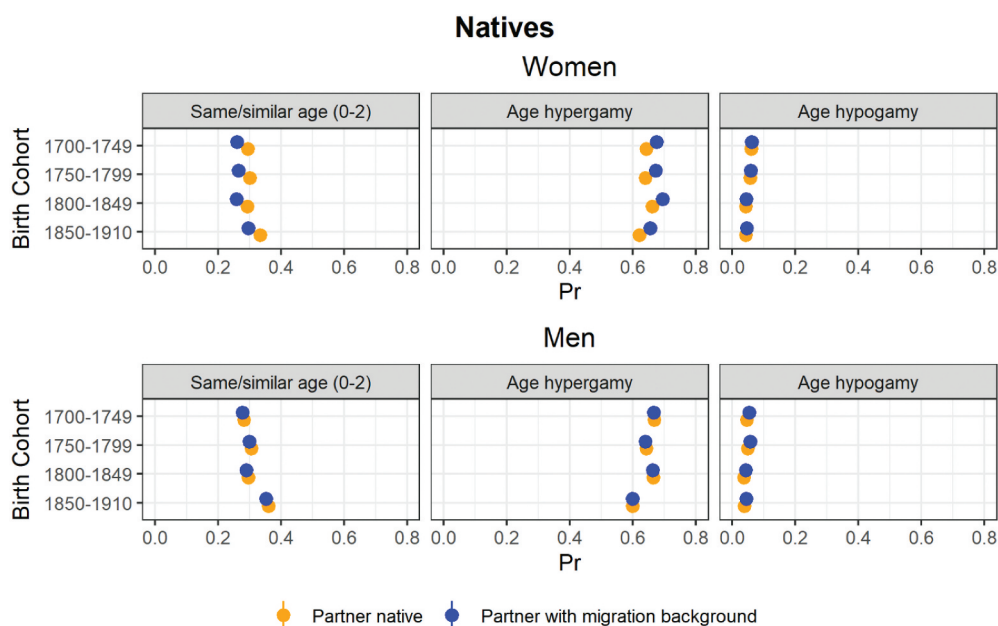 Natives
Women
Same/similar age (0-2) Age hypergamy Age hypogamy
Birth Cohort
1700-1749
1750-1799
1800-1849
1850-1910
0.0 0.2 0.4 0.6 0.8 0.0 0.2 0.4 0.6 0.8 0.0 0.2 0.4 0.6 0.8
Pr
Men
Same/similar age (0-2) Age hypergamy Age hypogamy
Birth Cohort
1700-1749
1750-1799
1800-1849
1850-1910
0.0 0.2 0.4 0.6 0.8 0.0 0.2 0.4 0.6 0.8 0.0 0.2 0.4 0.6 0.8
Pr
Partner native Partner with migration background